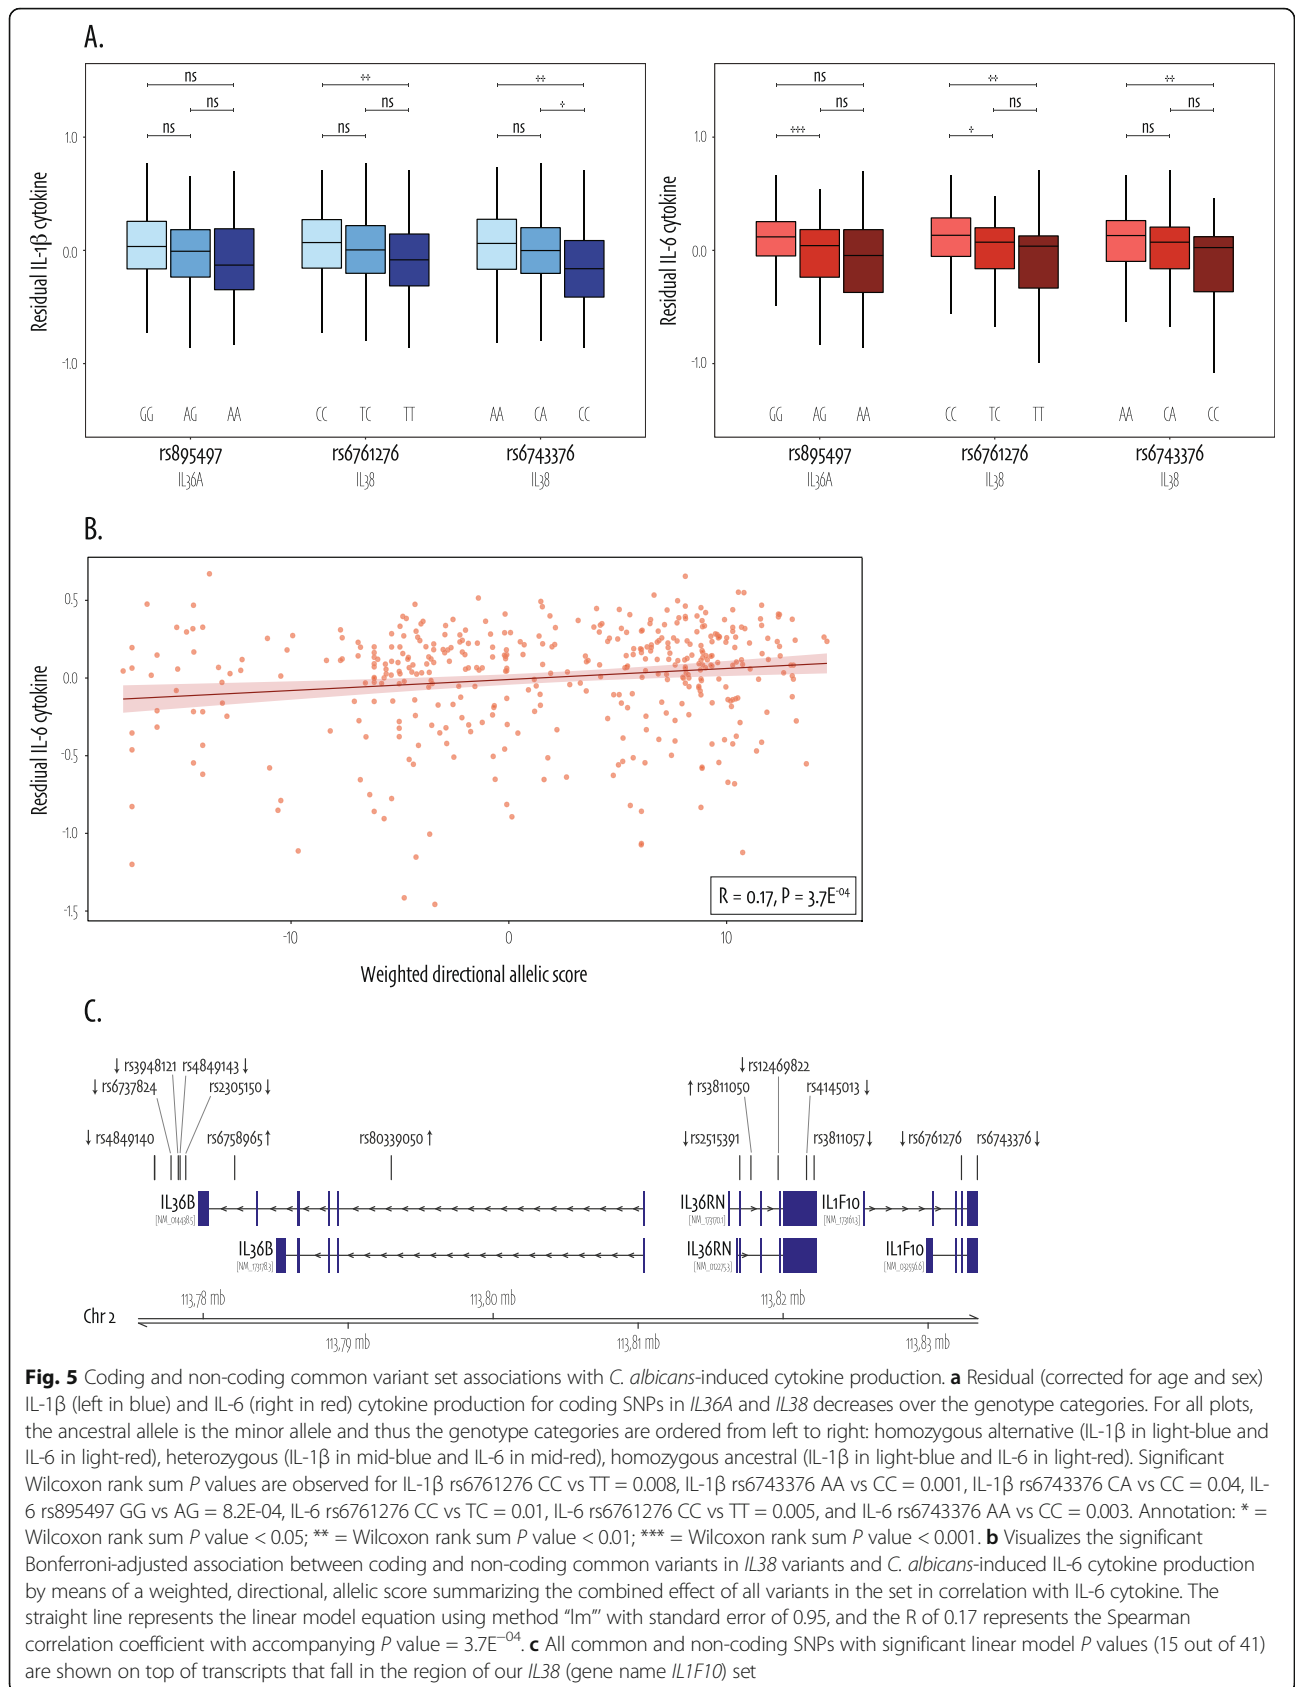 A.
ns ‡‡ ‡‡
ns ns ‡
ns ns ns
1.0
0.0
-1.0
Residual IL-1β cytokine
GG AG AA CC TC TT AA CA CC
rs895497 rs6761276 rs6743376
IL36A IL38 IL38
ns ‡‡ ‡‡
ns ns ns
‡‡‡ ‡ ns
1.0
0.0
-1.0
Residual IL-6 cytokine
GG AG AA CC TC TT AA CA CC
rs895497 rs6761276 rs6743376
IL36A IL38 IL38
B.
0.5
0.0
-0.5
-1.0
-1.5
Resdiual IL-6 cytokine
R = 0.17, P = 3.7E-04
-10 0 10
Weighted directional allelic score
C.
↓ rs3948121 rs4849143 ↓ ↓ rs12469822
↓ rs6737824 rs2305150 ↓ ↑ rs3811050 rs4145013 ↓
↓ rs4849140 rs6758965 ↑ rs80339050 ↑ ↓ rs2515391 rs3811057 ↓ ↓ rs6761276 rs6743376 ↓
IL36B IL36RN IL1F10
[NM_014438.5] [NM_173170.1] [NM_173161.3]
IL36B IL36RN IL1F10
[NM_173178.3] [NM_012275.3] [NM_032556.6]
113,78 mb 113,80 mb 113,82 mb
Chr 2
113,79 mb 113,81 mb 113,83 mb
Fig. 5 Coding and non-coding common variant set associations with C. albicans-induced cytokine production. a Residual (corrected for age and sex)
IL-1β (left in blue) and IL-6 (right in red) cytokine production for coding SNPs in IL36A and IL38 decreases over the genotype categories. For all plots,
the ancestral allele is the minor allele and thus the genotype categories are ordered from left to right: homozygous alternative (IL-1β in light-blue and
IL-6 in light-red), heterozygous (IL-1β in mid-blue and IL-6 in mid-red), homozygous ancestral (IL-1β in light-blue and IL-6 in light-red). Significant
Wilcoxon rank sum P values are observed for IL-1β rs6761276 CC vs TT = 0.008, IL-1β rs6743376 AA vs CC = 0.001, IL-1β rs6743376 CA vs CC = 0.04, IL-
6 rs895497 GG vs AG = 8.2E-04, IL-6 rs6761276 CC vs TC = 0.01, IL-6 rs6761276 CC vs TT = 0.005, and IL-6 rs6743376 AA vs CC = 0.003. Annotation: * =
Wilcoxon rank sum P value < 0.05; ** = Wilcoxon rank sum P value < 0.01; *** = Wilcoxon rank sum P value < 0.001. b Visualizes the significant
Bonferroni-adjusted association between coding and non-coding common variants in IL38 variants and C. albicans-induced IL-6 cytokine production
by means of a weighted, directional, allelic score summarizing the combined effect of all variants in the set in correlation with IL-6 cytokine. The
straight line represents the linear model equation using method “lm”’ with standard error of 0.95, and the R of 0.17 represents the Spearman
correlation coefficient with accompanying P value = 3.7E−04. c All common and non-coding SNPs with significant linear model P values (15 out of 41)
are shown on top of transcripts that fall in the region of our IL38 (gene name IL1F10) set